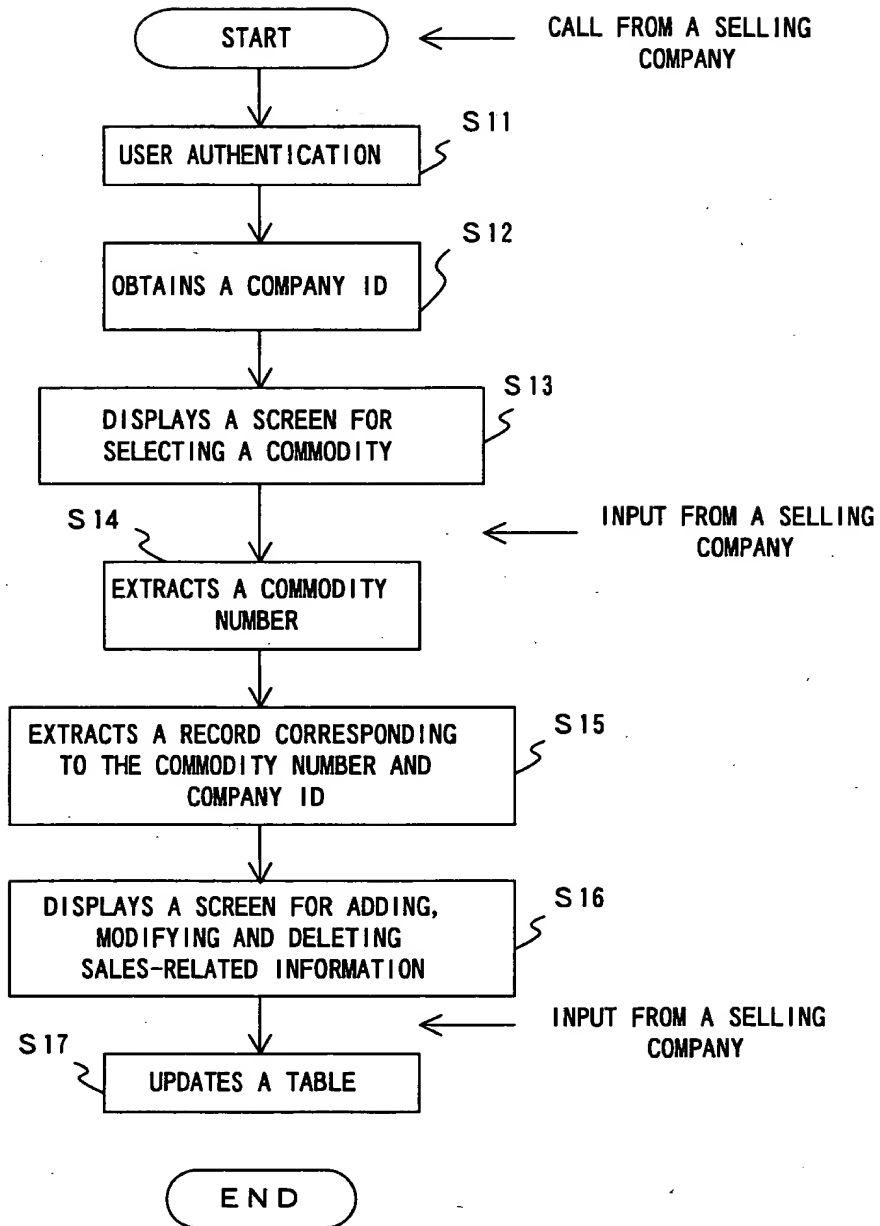 START
CALL FROM A SELLING
COMPANY
S11
USER AUTHENTICATION
S12
OBTAINS A COMPANY ID
S13
DISPLAYS A SCREEN FOR
SELECTING A COMMODITY
S14
INPUT FROM A SELLING
COMPANY
EXTRACTS A COMMODITY
NUMBER
S15
EXTRACTS A RECORD CORRESPONDING
TO THE COMMODITY NUMBER AND
COMPANY ID
S16
DISPLAYS A SCREEN FOR ADDING,
MODIFYING AND DELETING
SALES-RELATED INFORMATION
INPUT FROM A SELLING
COMPANY
S17
UPDATES A TABLE
END